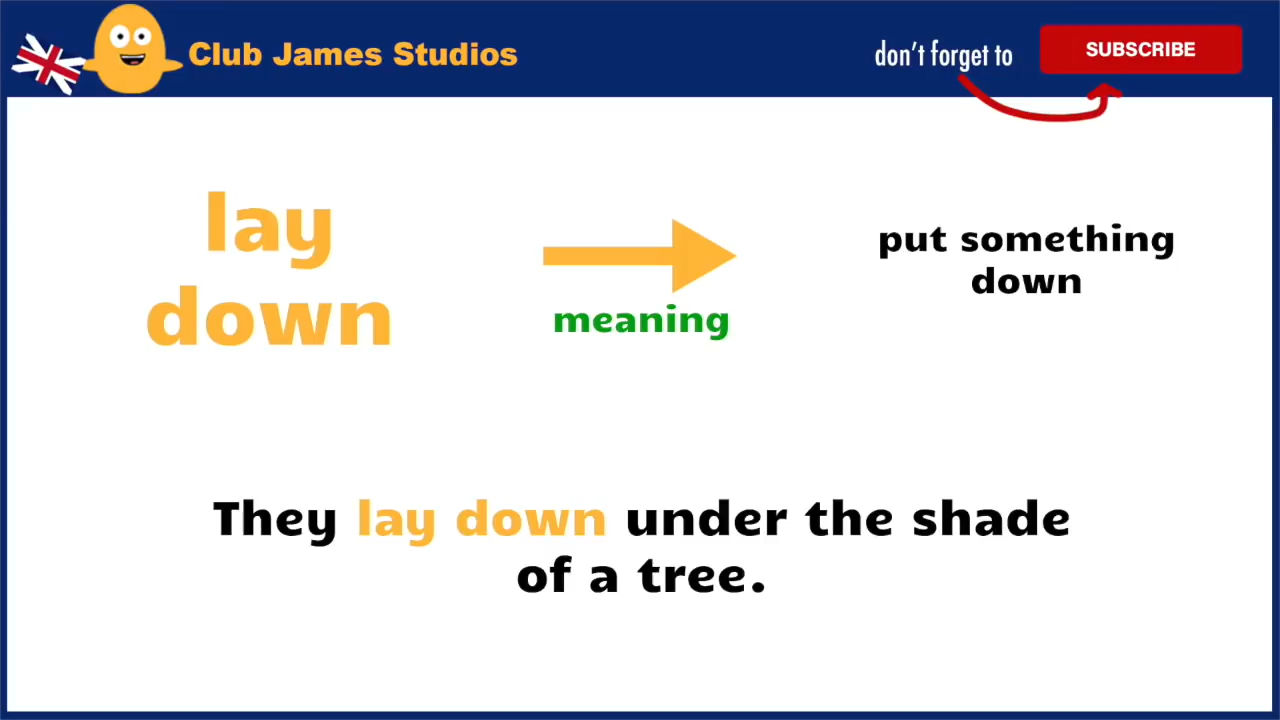 Club James Studios
don't forget to
SUBSCRIBE
lay
down
meaning
put something
down
They lay down under the shade
of a tree.